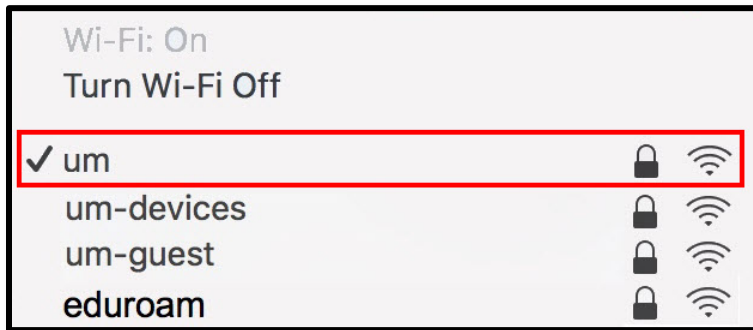 Wi-Fi: On
Turn Wi-Fi Off
✓ um
um-devices
um-guest
eduroam